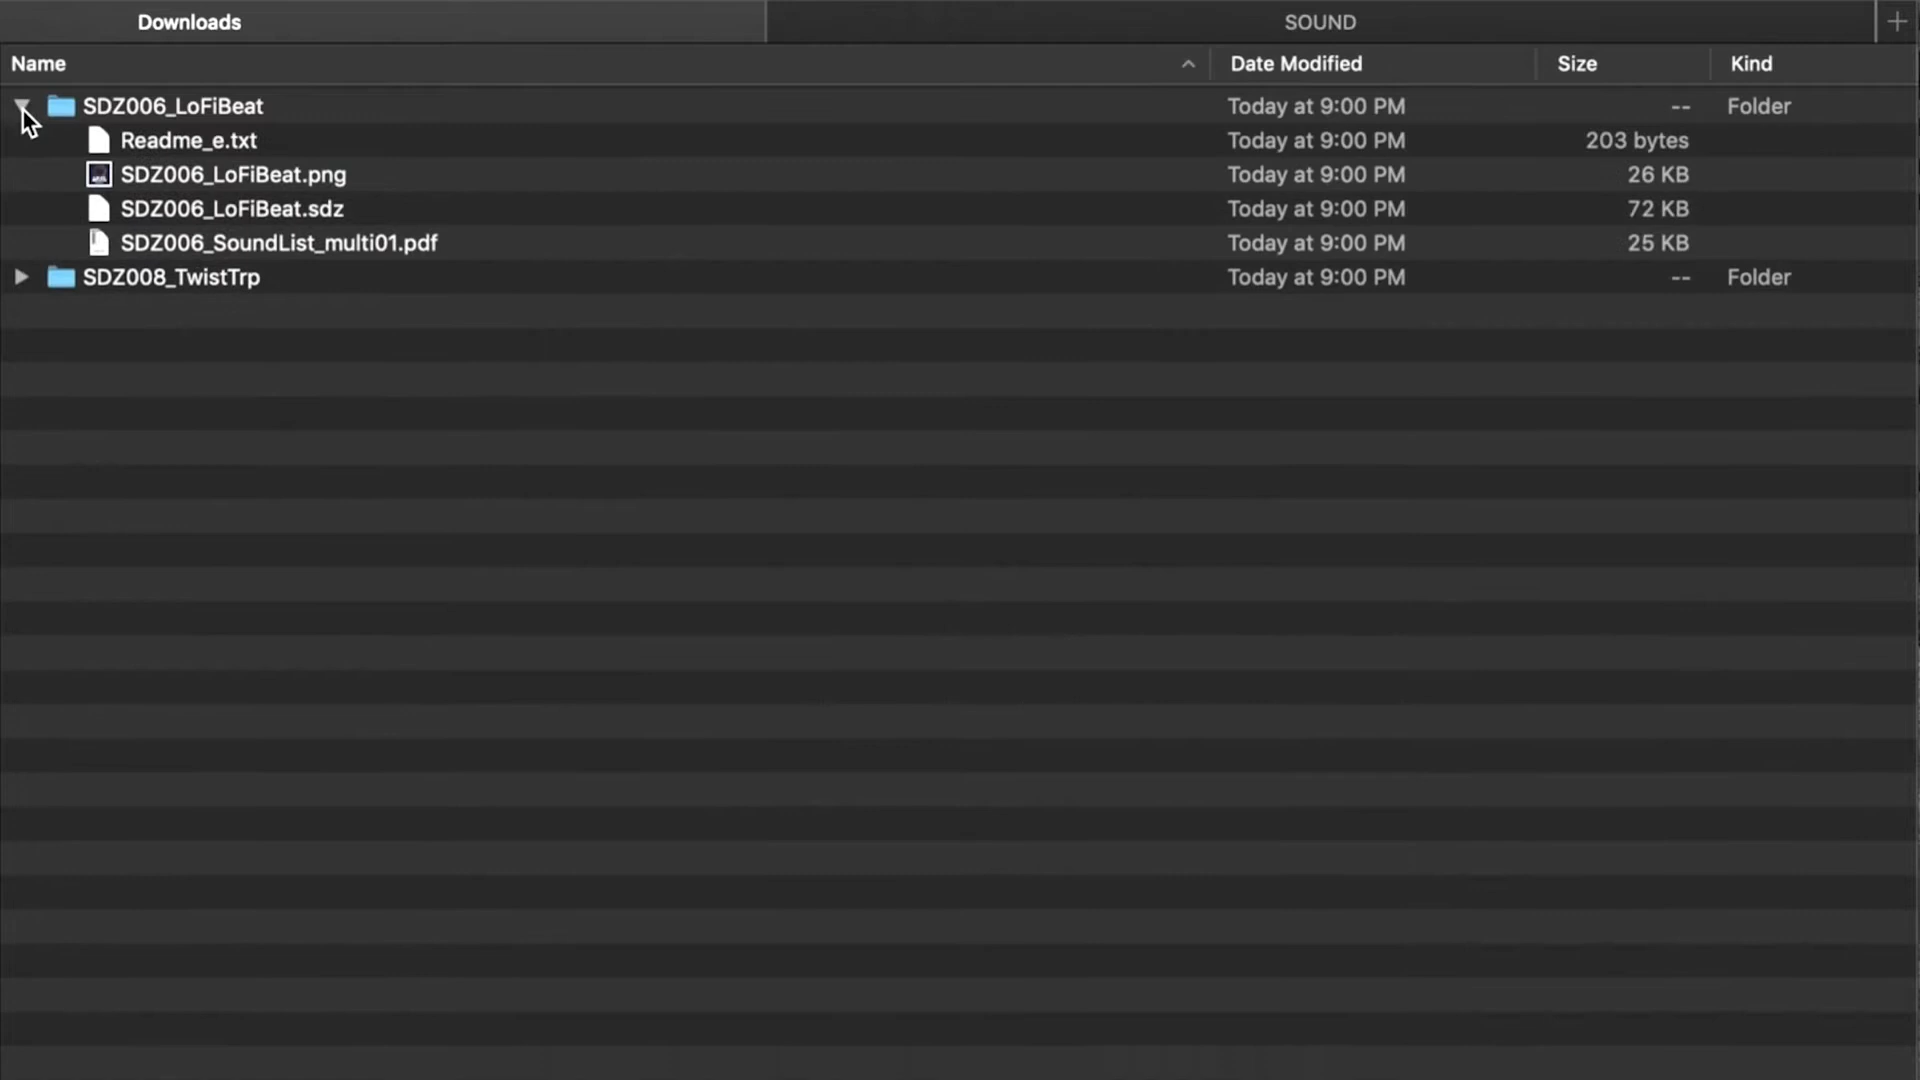 Downloads SOUND +
Name Date Modified Size Kind
SDZ006_LoFiBeat Today at 9:00 PM -- Folder
Readme_e.txt Today at 9:00 PM 203 bytes
SDZ006_LoFiBeat.png Today at 9:00 PM 26 KB
SDZ006_LoFiBeat.sdz Today at 9:00 PM 72 KB
SDZ006_SoundList_multi01.pdf Today at 9:00 PM 25 KB
SDZ008_TwistTrp Today at 9:00 PM -- Folder